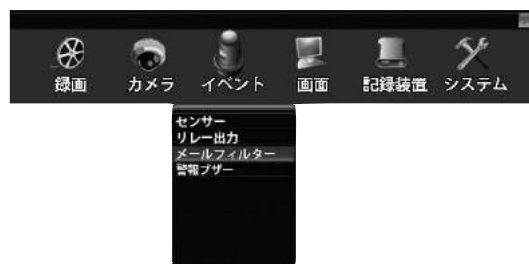 録画 カメラ イベント 画面 記録装置 システム
センサー
リレー出力
メールフィルター
警報ブザー